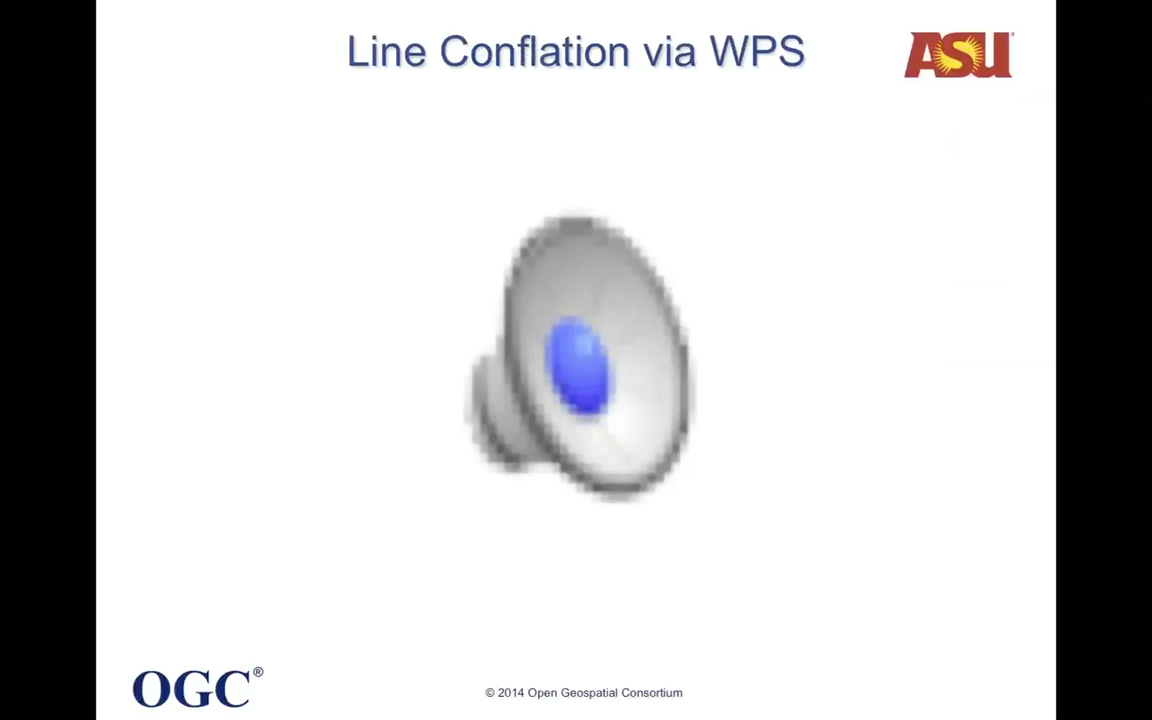 Line Conflation via WPS
ASU
OGC®
© 2014 Open Geospatial Consortium